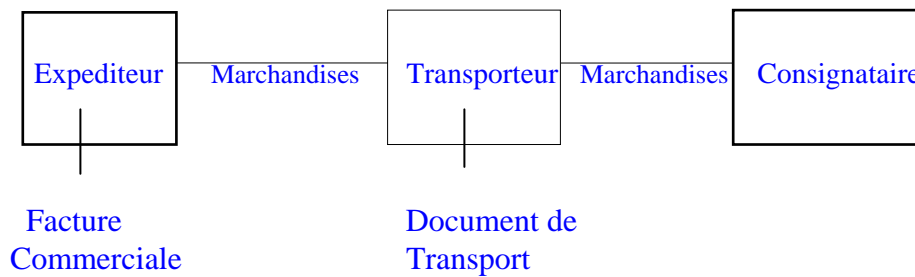 Expediteur Marchandises Transporteur Marchandises Consignataire
Facture Document de
Commerciale Transport